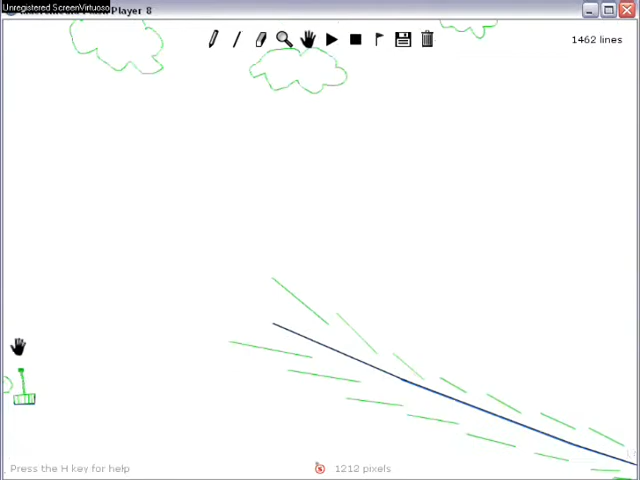 Unregistered ScreenVirtuoso
Player 8
1462 lines
Press the H key for help
1212 pixels